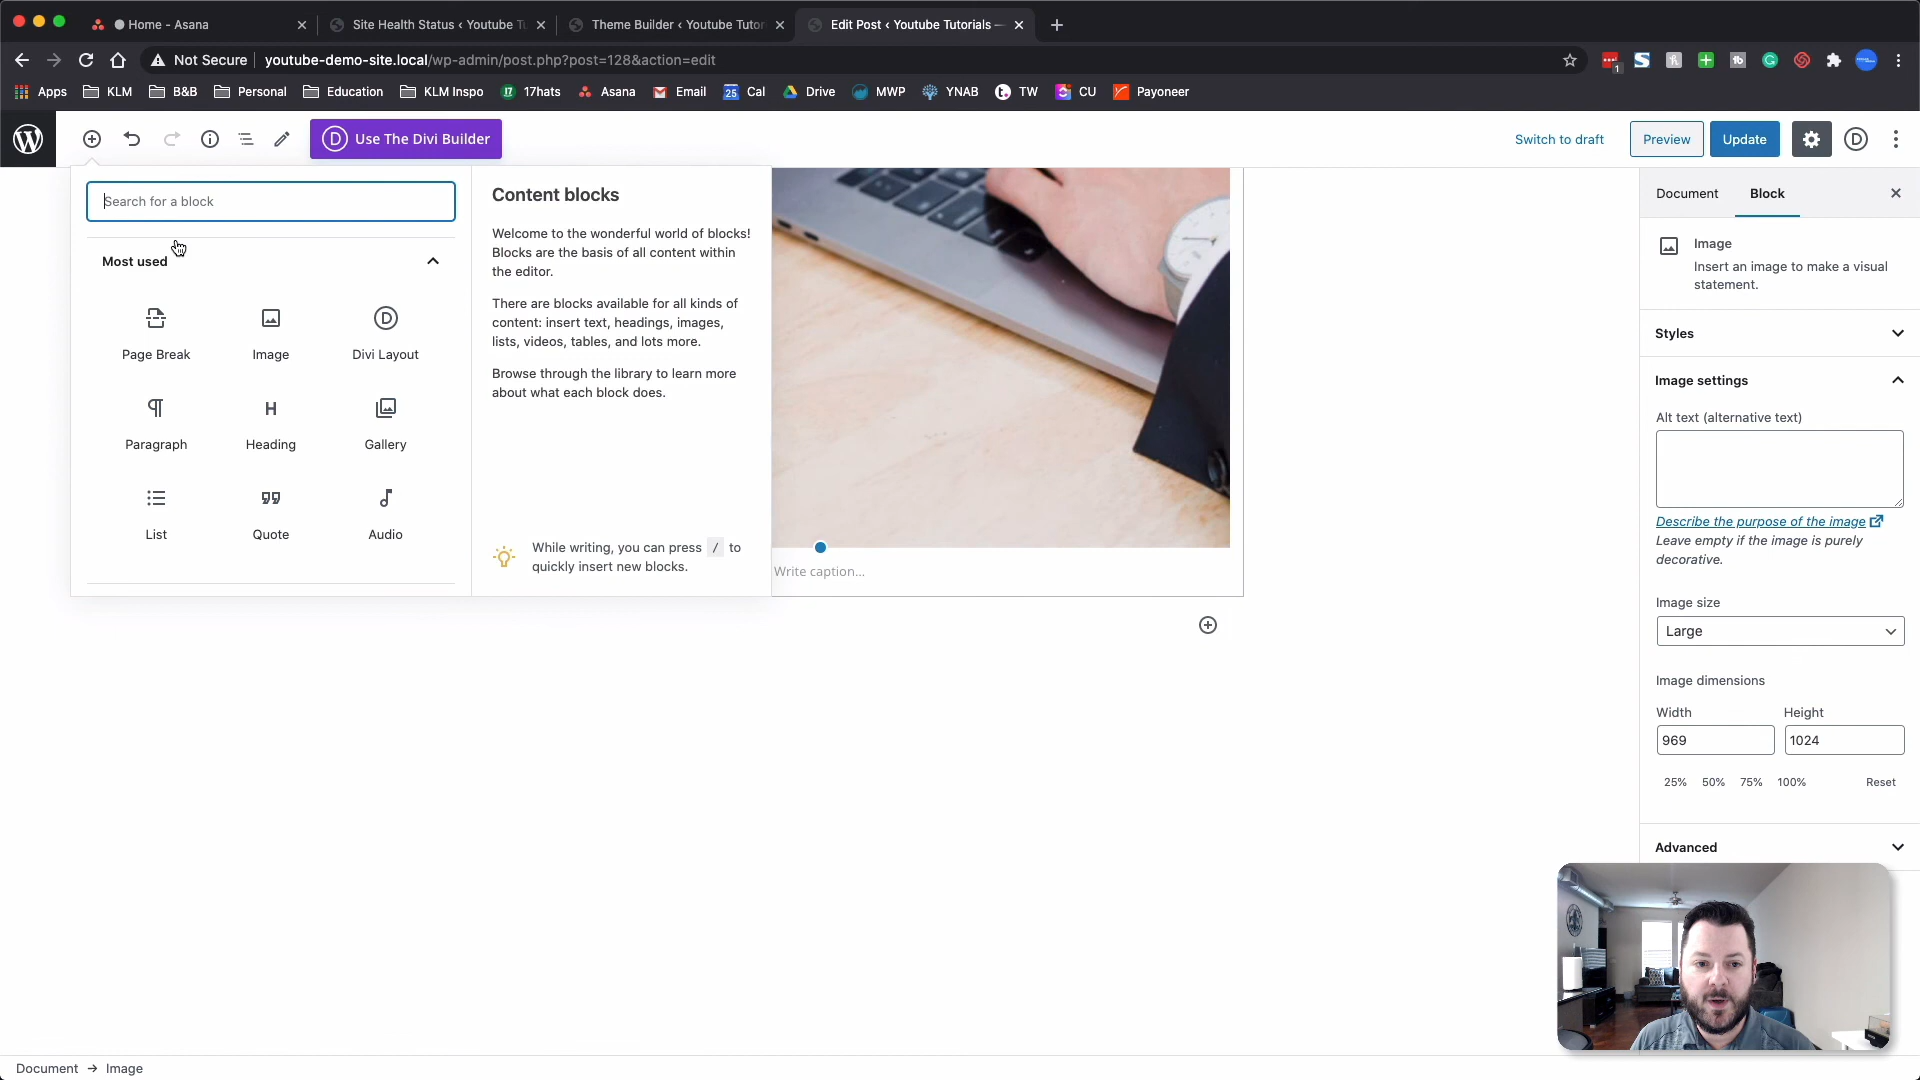 Home - Asana
Site Health Status ‹ Youtube Tu
Theme Builder ‹ Youtube Tutor
Edit Post ‹ Youtube Tutorials —
Not Secure
youtube-demo-site.local/wp-admin/post.php?post=128&action=edit
1
Apps
KLM
B&B
Personal
Education
KLM Inspo
17hats
Asana
Email
25
Cal
Drive
MWP
YNAB
TW
CU
Payoneer
Use The Divi Builder
Switch to draft
Preview
Update
Search for a block
Most used
Page Break
Image
Divi Layout
Paragraph
Heading
Gallery
List
Quote
Audio
Content blocks
Welcome to the wonderful world of blocks!
Blocks are the basis of all content within
the editor.
There are blocks available for all kinds of
content: insert text, headings, images,
lists, videos, tables, and lots more.
Browse through the library to learn more
about what each block does.
While writing, you can press / to
quickly insert new blocks.
Write caption...
Document
Block
Image
Insert an image to make a visual
statement.
Styles
Image settings
Alt text (alternative text)
Describe the purpose of the image
Leave empty if the image is purely
decorative.
Image size
Large
Image dimensions
Width
Height
969
1024
25%
50%
75%
100%
Reset
Advanced
Document → Image